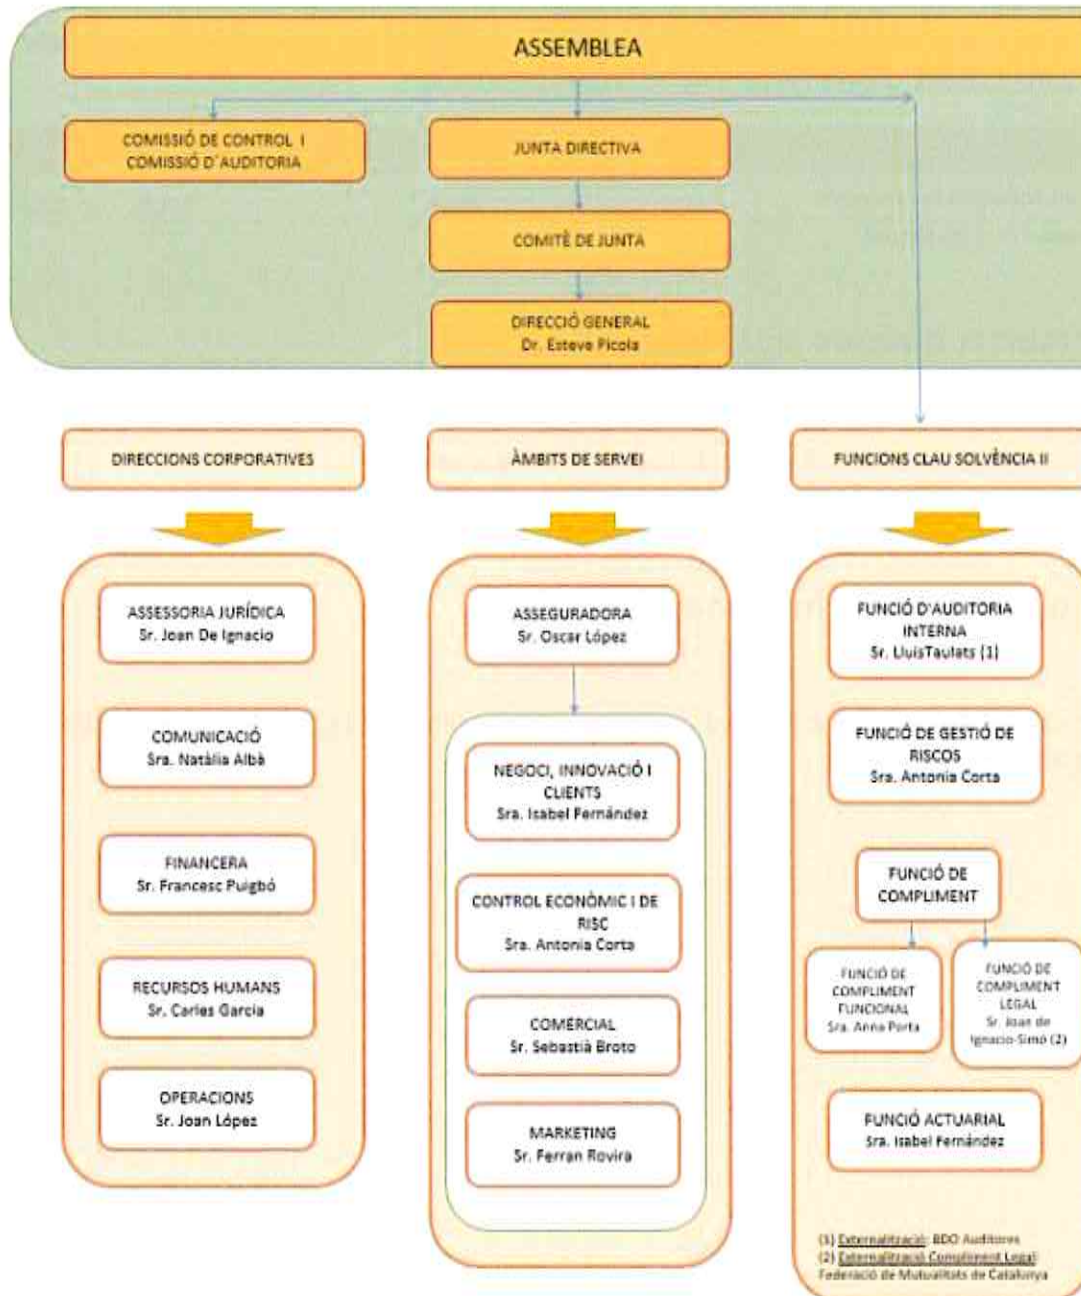 ASSEMBLEA
COMISSIÓ DE CONTROL I
COMISSIÓ D´AUDITORIA
JUNTA DIRECTIVA
COMITÈ DE JUNTA
DIRECCIÓ GENERAL
Dr. Esteve Picola
DIRECCIONS CORPORATIVES
ÀMBITS DE SERVEI
FUNCIONS CLAU SOLVÈNCIA II
ASSESSORIA JURÍDICA
Sr. Joan De Ignacio
COMUNICACIÓ
Sra. Natàlia Albà
FINANCERA
Sr. Francesc Puigbó
RECURSOS HUMANS
Sr. Carles Garcia
OPERACIONS
Sr. Joan López
ASSEGURADORA
Sr. Oscar López
NEGOCI, INNOVACIÓ I
CLIENTS
Sra. Isabel Fernández
CONTROL ECONÒMIC I DE
RISC
Sra. Antonia Corta
COMERCIAL
Sr. Sebastià Broto
MARKETING
Sr. Ferran Rovira
FUNCIÓ D'AUDITORIA
INTERNA
Sr. LluisTaulats (1)
FUNCIÓ DE GESTIÓ DE
RISCOS
Sra. Antonia Corta
FUNCIÓ DE
COMPLIMENT
FUNCIÓ DE
COMPLIMENT
FUNCIONAL
Sra. Anna Porta
FUNCIÓ DE
COMPLIMENT
LEGAL
Sr. Joan de
Ignacio-Simó (2)
FUNCIÓ ACTUARIAL
Sra. Isabel Fernández
(1) Externalització: BDO Auditores
(2) Externalització Compliment Legal:
Federació de Mutualitats de Catalunya